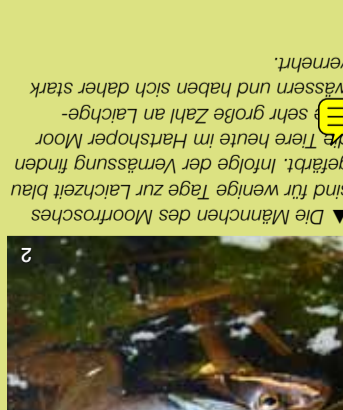 2
▲ Die Männchen des Moorfrosches
sind für wenige Tage zur Laichzeit blau
gefärbt. Infolge der Vernässung finden
die Tiere heute im Hartshoper Moor
sehr große Zahl an Laichge-
wässern und haben sich daher stark
vermehrt.